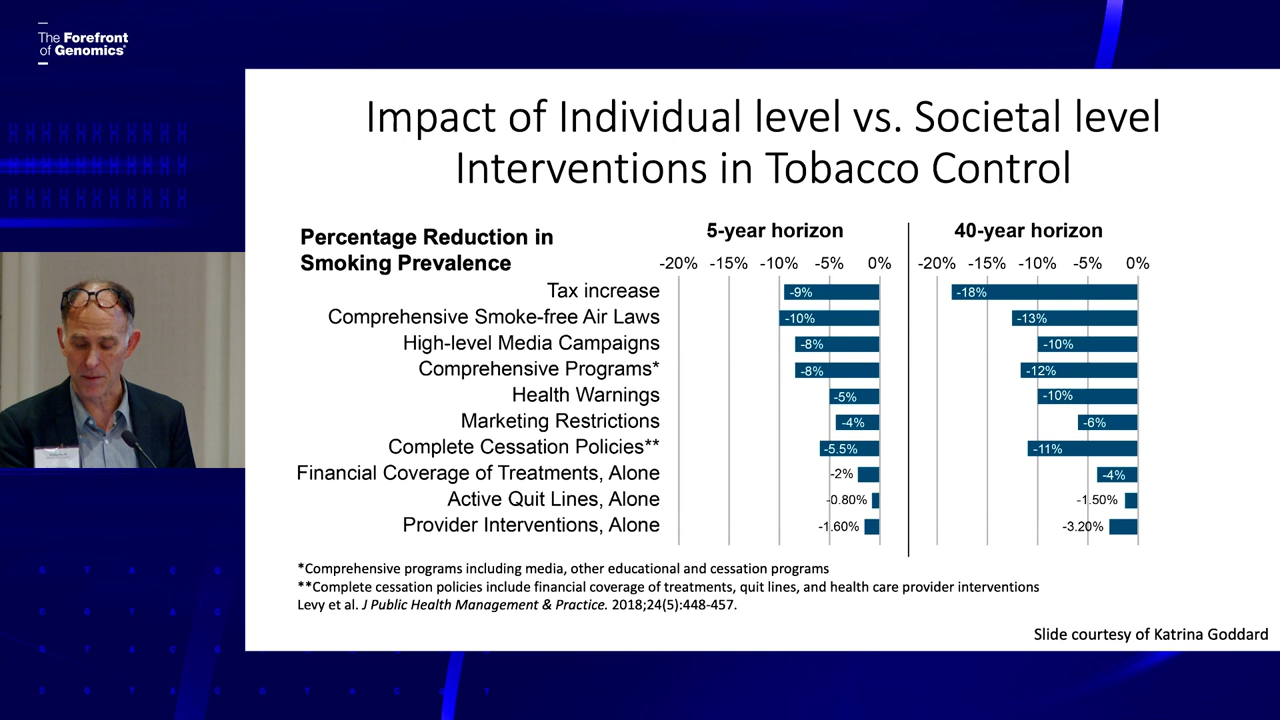 The Forefront
of Genomics®
Impact of Individual level vs. Societal level
Interventions in Tobacco Control
Percentage Reduction in
Smoking Prevalence
5-year horizon
40-year horizon
-20% -15% -10% -5% 0%
-20% -15% -10% -5% 0%
Tax increase -9% -18%
Comprehensive Smoke-free Air Laws -10% -13%
High-level Media Campaigns -8% -10%
Comprehensive Programs* -8% -12%
Health Warnings -5% -10%
Marketing Restrictions -4% -6%
Complete Cessation Policies** -5.5% -11%
Financial Coverage of Treatments, Alone -2% -4%
Active Quit Lines, Alone -0.80% -1.50%
Provider Interventions, Alone -1.60% -3.20%
*Comprehensive programs including media, other educational and cessation programs
**Complete cessation policies include financial coverage of treatments, quit lines, and health care provider interventions
Levy et al. J Public Health Management & Practice. 2018;24(5):448-457.
Slide courtesy of Katrina Goddard